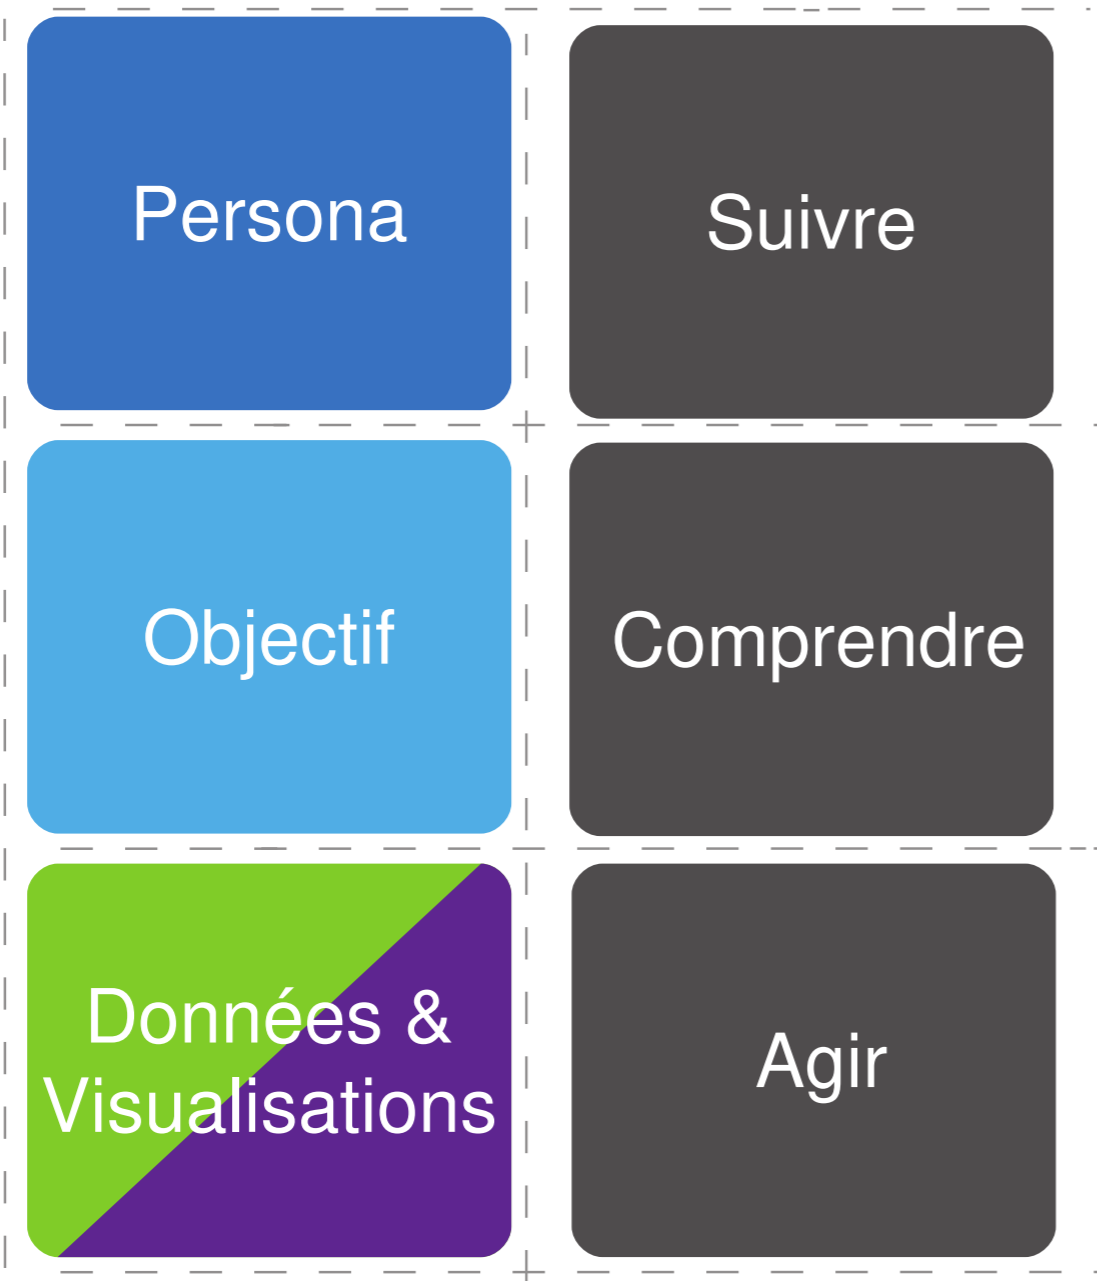 Persona
Suivre
Objectif
Comprendre
Données &
Visualisations
Agir